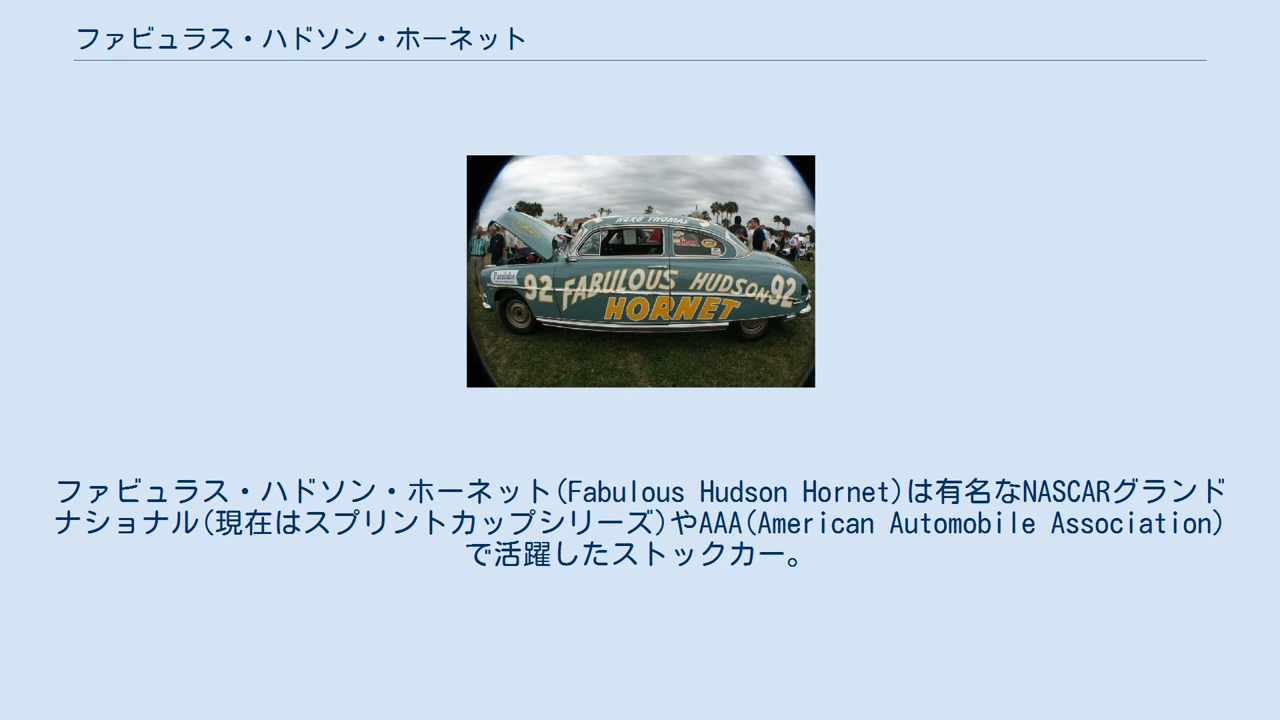 ファビュラス・ハドソン・ホーネット
HERB THOMAS
92 FABULOUS HUDSON 92
HORNET
ファビュラス・ハドソン・ホーネット(Fabulous Hudson Hornet)は有名なNASCARグランド
ナショナル(現在はスプリントカップシリーズ)やAAA(American Automobile Association)
で活躍したストックカー。